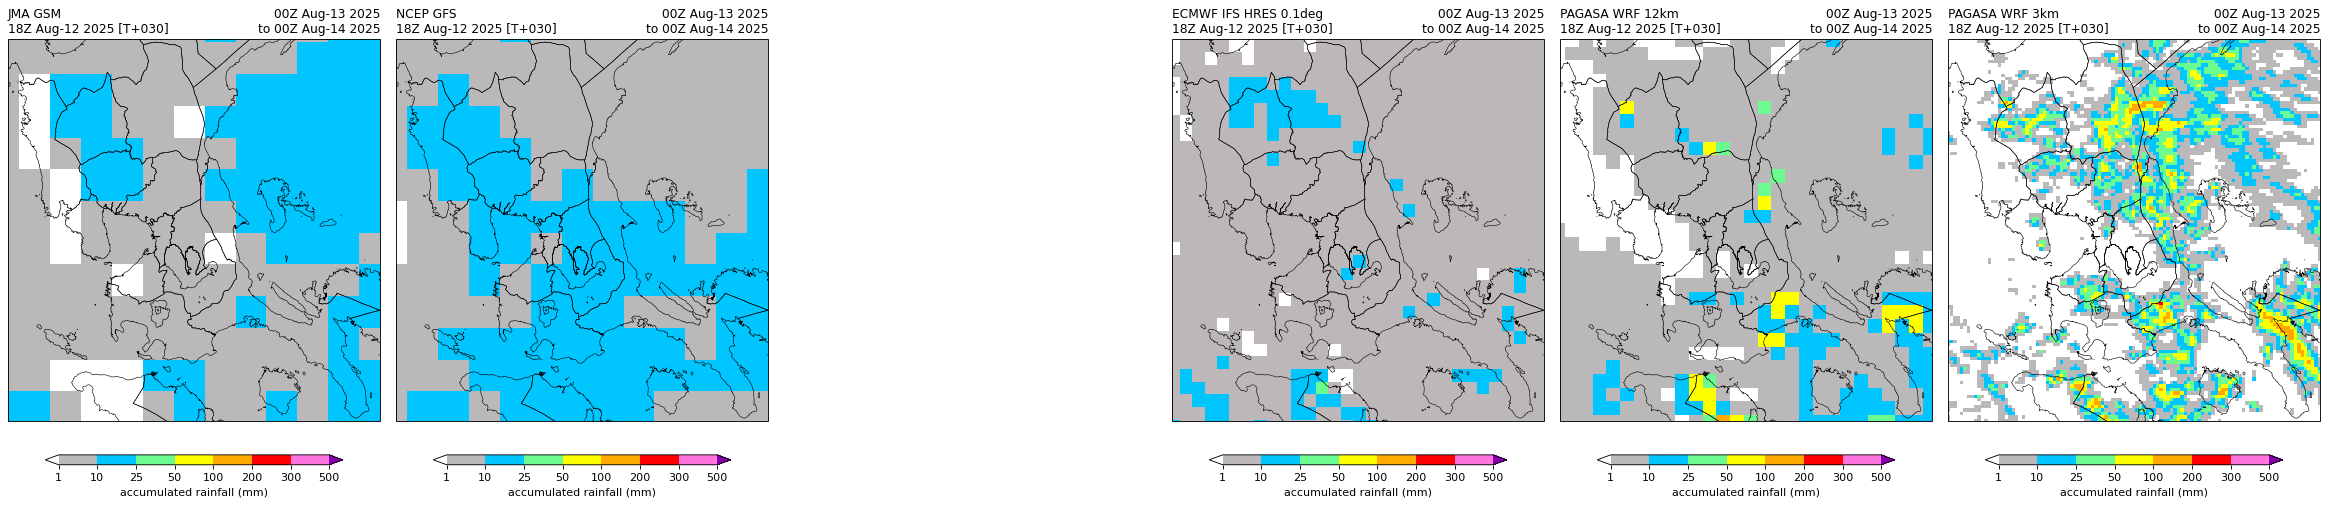 JMA GSM 00Z Aug-13 2025
18Z Aug-12 2025 [T+030] to 00Z Aug-14 2025
1 10 25 50 100 200 300 500
accumulated rainfall (mm)
NCEP GFS 00Z Aug-13 2025
18Z Aug-12 2025 [T+030] to 00Z Aug-14 2025
1 10 25 50 100 200 300 500
accumulated rainfall (mm)
ECMWF IFS HRES 0.1deg 00Z Aug-13 2025
18Z Aug-12 2025 [T+030] to 00Z Aug-14 2025
1 10 25 50 100 200 300 500
accumulated rainfall (mm)
PAGASA WRF 12km 00Z Aug-13 2025
18Z Aug-12 2025 [T+030] to 00Z Aug-14 2025
1 10 25 50 100 200 300 500
accumulated rainfall (mm)
PAGASA WRF 3km 00Z Aug-13 2025
18Z Aug-12 2025 [T+030] to 00Z Aug-14 2025
1 10 25 50 100 200 300 500
accumulated rainfall (mm)